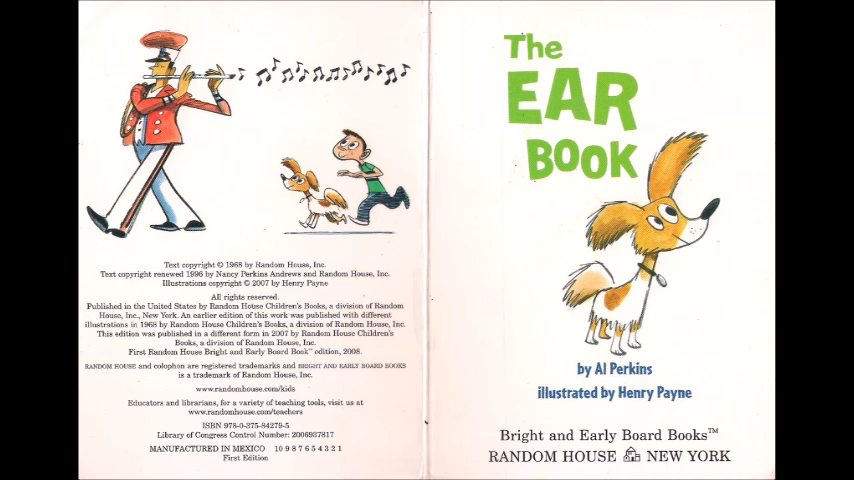 Text copyright © 1968 by Random House, Inc.
Text copyright renewed 1996 by Nancy Perkins Andrews and Random House, Inc.
Illustrations copyright © 2007 by Henry Payne
All rights reserved.
Published in the United States by Random House Children's Books, a division of Random
House, Inc., New York. An earlier edition of this work was published with different
illustrations in 1968 by Random House Children's Books, a division of Random House, Inc.
This edition was published in a different form in 2007 by Random House Children's
Books, a division of Random House, Inc.
First Random House Bright and Early Board Book™ edition, 2008.
RANDOM HOUSE and colophon are registered trademarks and BRIGHT AND EARLY BOARD BOOKS
is a trademark of Random House, Inc.
www.randomhouse.com/kids
Educators and librarians, for a variety of teaching tools, visit us at
www.randomhouse.com/teachers
ISBN 978-0-375-84279-5
Library of Congress Control Number: 2006937817
MANUFACTURED IN MEXICO 10 9 8 7 6 5 4 3 2 1
First Edition
The
EAR
BOOK
by Al Perkins
illustrated by Henry Payne
Bright and Early Board Books™
RANDOM HOUSE NEW YORK